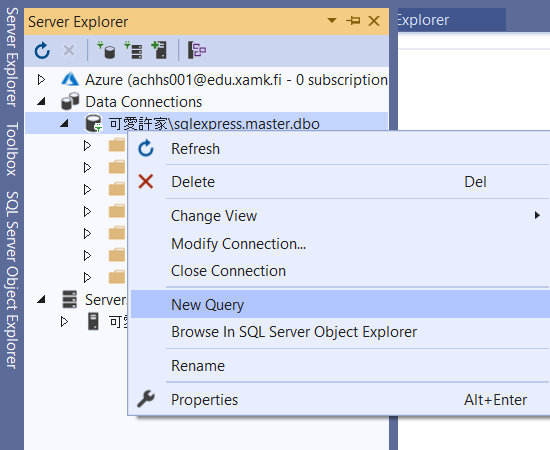 Server Explorer
Explorer
Server Explorer
Toolbox
SQL Server Object Explorer
Azure (achhs001@edu.xamk.fi - 0 subscription
Data Connections
可愛許家\sqlexpress.master.dbo
Refresh
Delete Del
Change View
Modify Connection...
Close Connection
New Query
Browse In SQL Server Object Explorer
Rename
Properties Alt+Enter
Servers
可